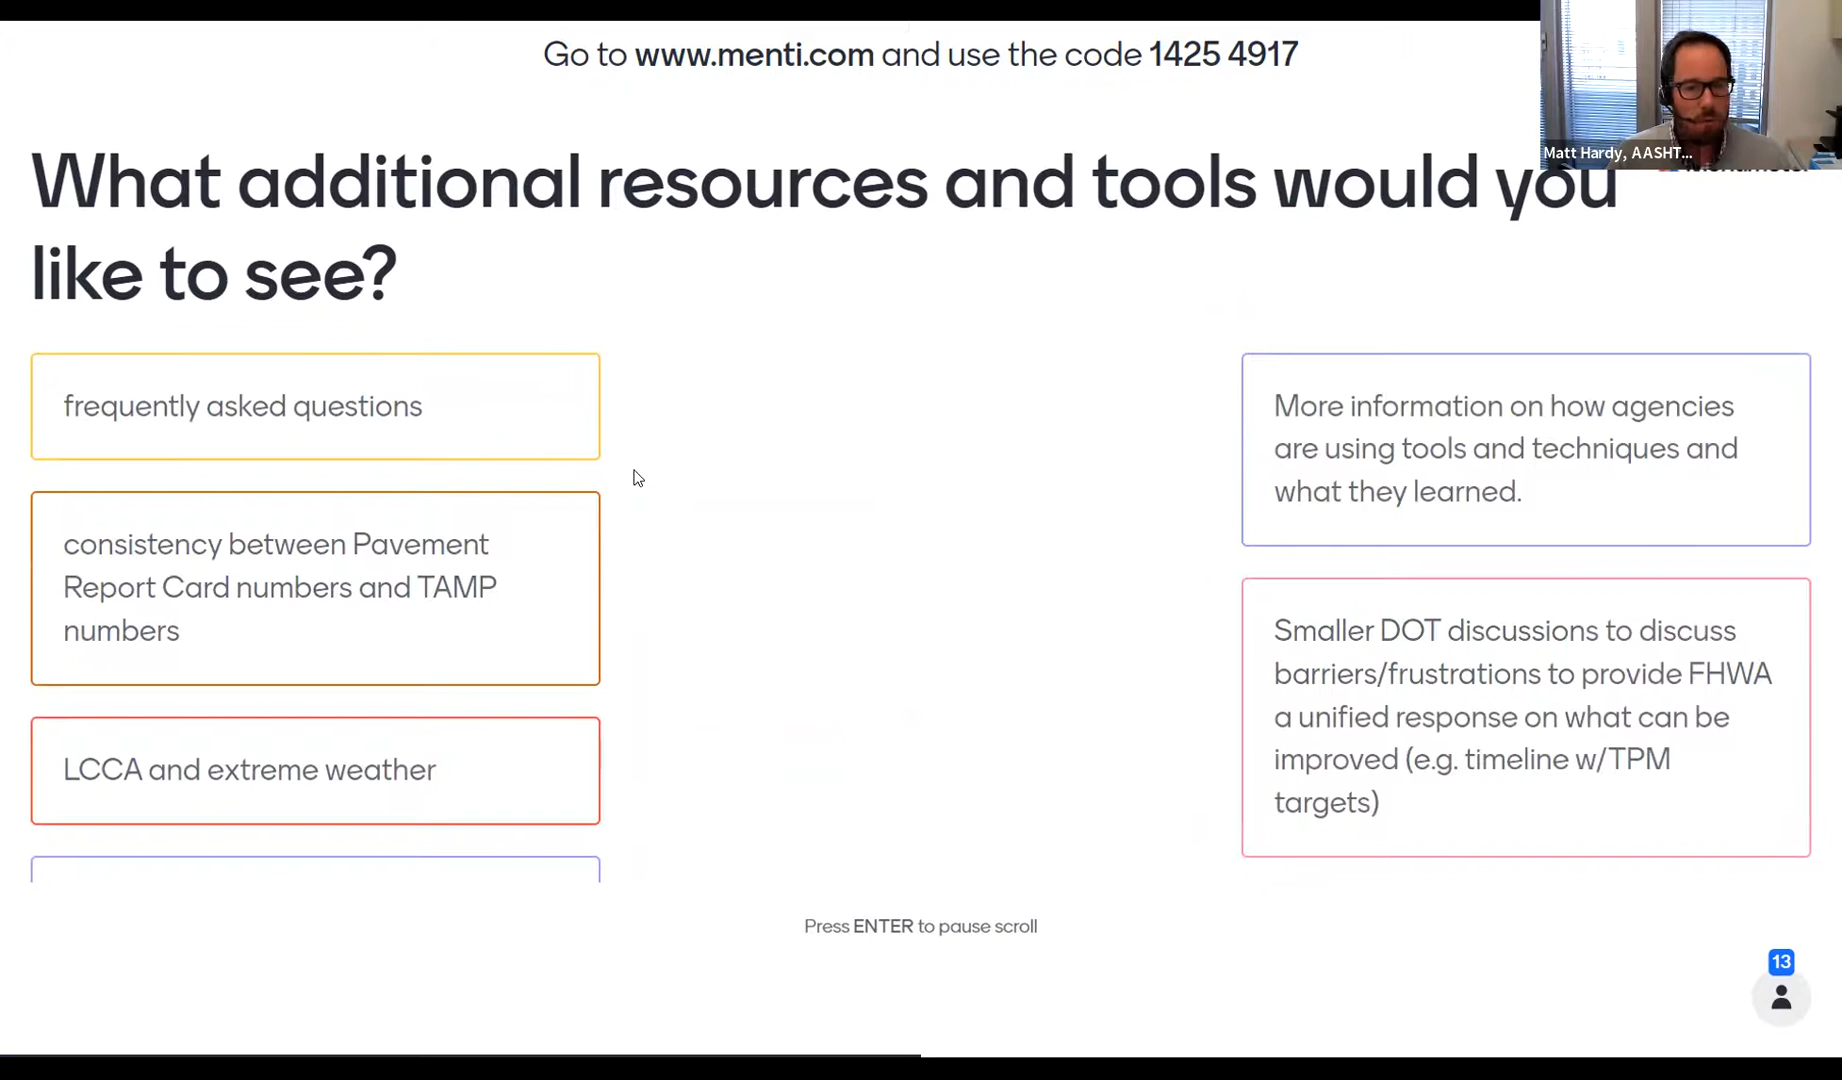 Go to www.menti.com and use the code 1425 4917
Matt Hardy, AASHT...
What additional resources and tools would you
like to see?
frequently asked questions
consistency between Pavement
Report Card numbers and TAMP
numbers
LCCA and extreme weather
More information on how agencies
are using tools and techniques and
what they learned.
Smaller DOT discussions to discuss
barriers/frustrations to provide FHWA
a unified response on what can be
improved (e.g. timeline w/TPM
targets)
Press ENTER to pause scroll
13